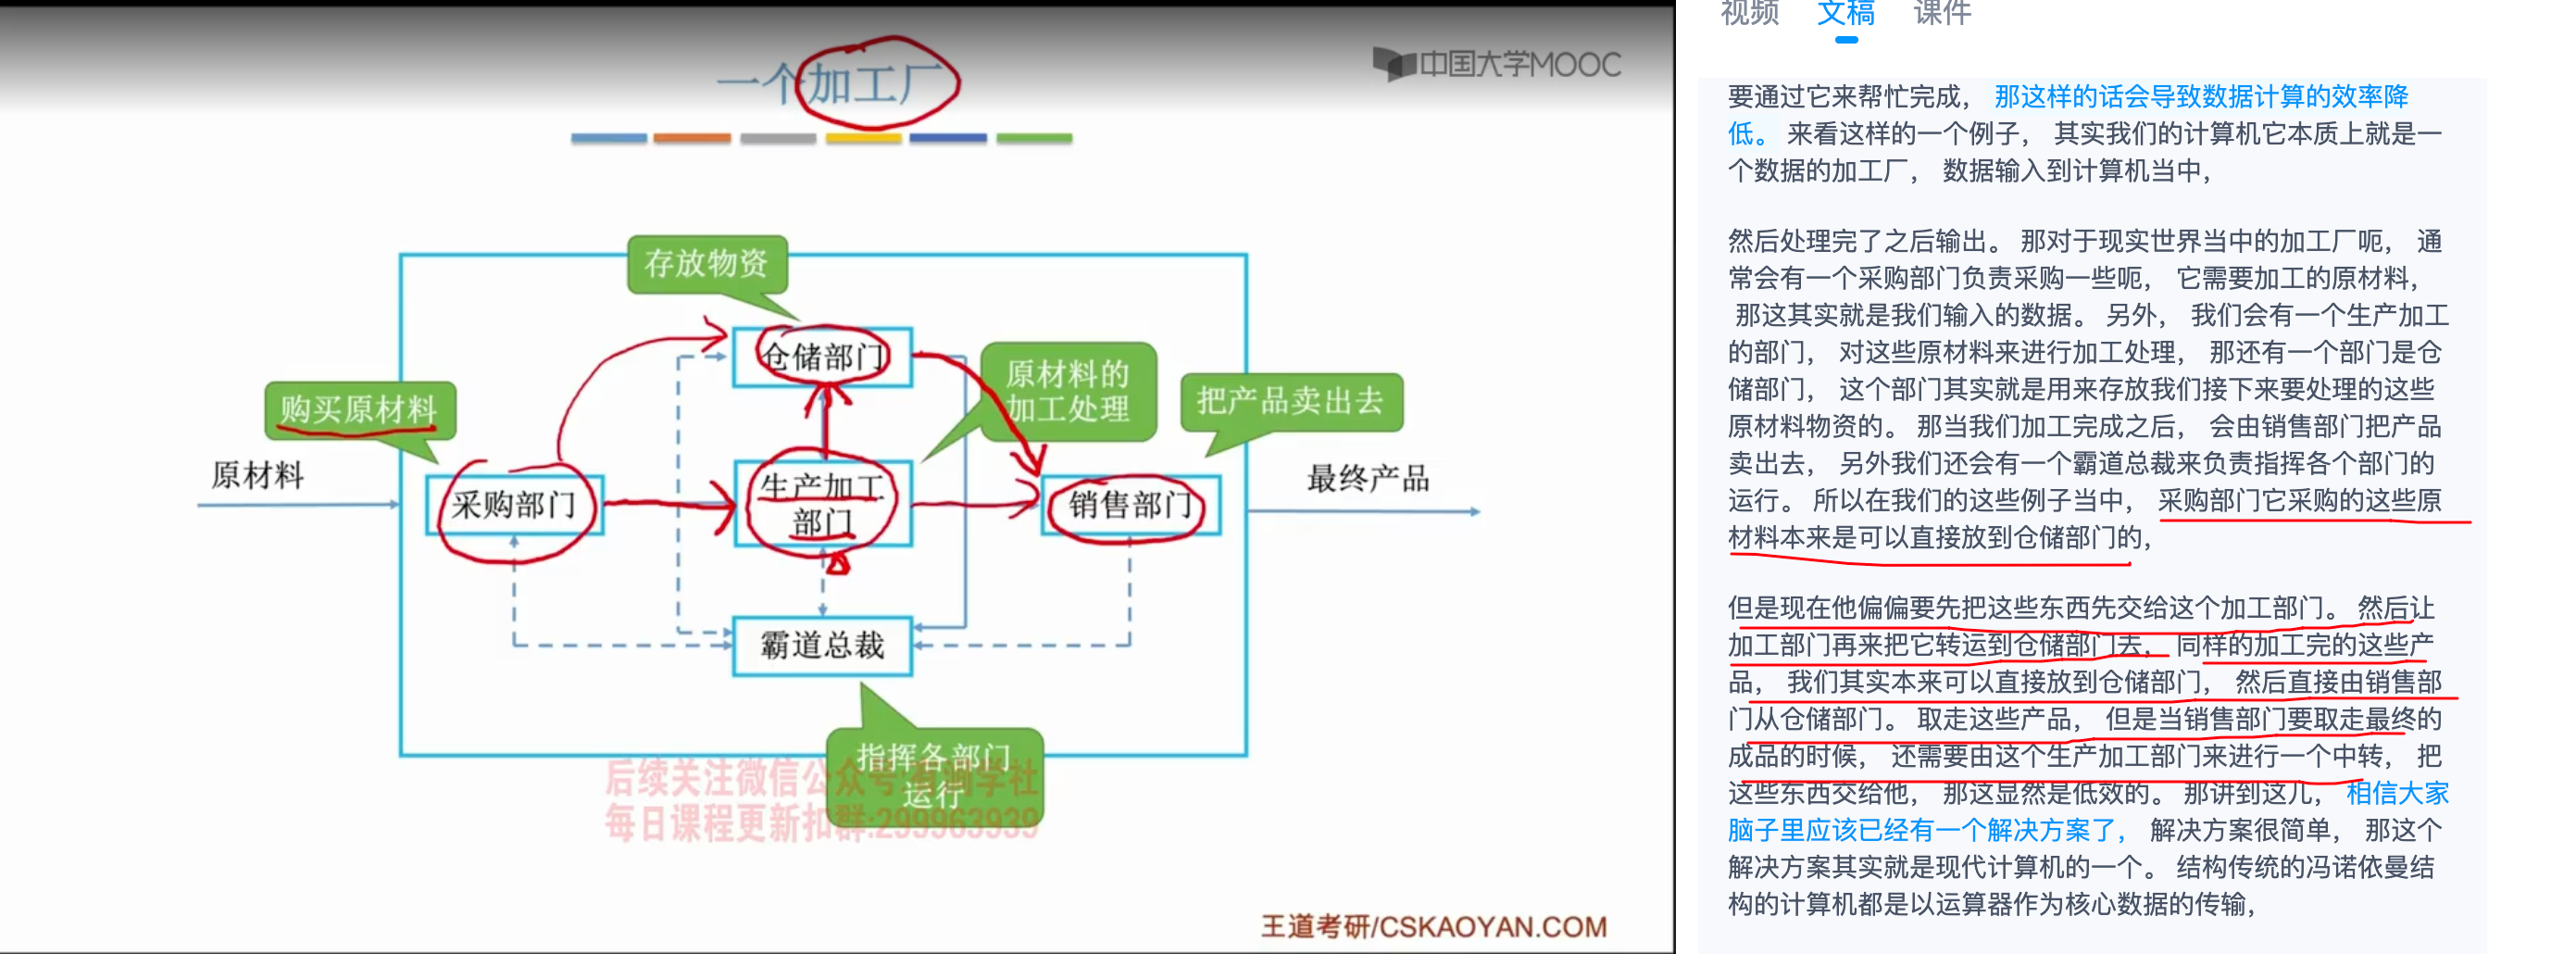 一个加工厂
中国大学MOOC
存放物资
仓储部门
原材料的
加工处理
购买原材料
把产品卖出去
原材料
采购部门
生产加工
部门
销售部门
最终产品
霸道总裁
指挥各部门
运行
后续关注微信公众号:有润学社
每日课程更新扣群:299963939
王道考研/CSKAOYAN.COM
视频 文稿 课件
要通过它来帮忙完成， 那这样的话会导致数据计算的效率降
低。 来看这样的一个例子， 其实我们的计算机它本质上就是一
个数据的加工厂， 数据输入到计算机当中，
然后处理完了之后输出。 那对于现实世界当中的加工厂呃， 通
常会有一个采购部门负责采购一些呃， 它需要加工的原材料，
那这其实就是我们输入的数据。 另外， 我们会有一个生产加工
的部门， 对这些原材料来进行加工处理， 那还有一个部门是仓
储部门， 这个部门其实就是用来存放我们接下来要处理的这些
原材料物资的。 那当我们加工完成之后， 会由销售部门把产品
卖出去， 另外我们还会有一个霸道总裁来负责指挥各个部门的
运行。 所以在我们的这些例子当中， 采购部门它采购的这些原
材料本来是可以直接放到仓储部门的，
但是现在他偏偏要先把这些东西先交给这个加工部门。 然后让
加工部门再来把它转运到仓储部门去， 同样的加工完的这些产
品， 我们其实本来可以直接放到仓储部门， 然后直接由销售部
门从仓储部门。 取走这些产品， 但是当销售部门要取走最终的
成品的时候， 还需要由这个生产加工部门来进行一个中转， 把
这些东西交给他， 那这显然是低效的。 那讲到这儿， 相信大家
脑子里应该已经有一个解决方案了， 解决方案很简单， 那这个
解决方案其实就是现代计算机的一个。 结构传统的冯诺依曼结
构的计算机都是以运算器作为核心数据的传输，